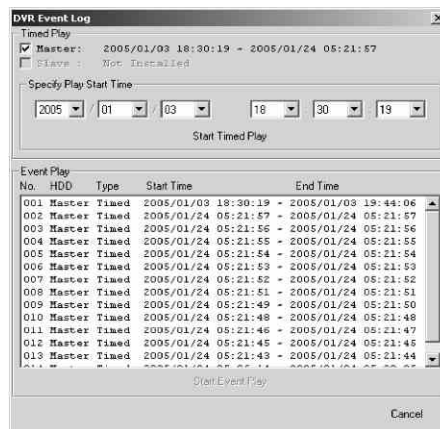 DVR Event Log
Timed Play
Master: 2005/01/03 18:30:19 - 2005/01/24 05:21:57
Slave : Not Installed
Specify Play Start Time
2005 / 01 / 03 18 : 30 : 19
Start Timed Play
Event Play
No. HDD Type Start Time End Time
001 Master Timed 2005/01/03 18:30:19 - 2005/01/03 19:44:06
002 Master Timed 2005/01/24 05:21:57 - 2005/01/24 05:21:57
003 Master Timed 2005/01/24 05:21:56 - 2005/01/24 05:21:56
004 Master Timed 2005/01/24 05:21:55 - 2005/01/24 05:21:55
005 Master Timed 2005/01/24 05:21:54 - 2005/01/24 05:21:54
006 Master Timed 2005/01/24 05:21:53 - 2005/01/24 05:21:53
007 Master Timed 2005/01/24 05:21:52 - 2005/01/24 05:21:52
008 Master Timed 2005/01/24 05:21:51 - 2005/01/24 05:21:51
009 Master Timed 2005/01/24 05:21:49 - 2005/01/24 05:21:50
010 Master Timed 2005/01/24 05:21:48 - 2005/01/24 05:21:48
011 Master Timed 2005/01/24 05:21:46 - 2005/01/24 05:21:47
012 Master Timed 2005/01/24 05:21:45 - 2005/01/24 05:21:45
013 Master Timed 2005/01/24 05:21:43 - 2005/01/24 05:21:44
Start Event Play
Cancel